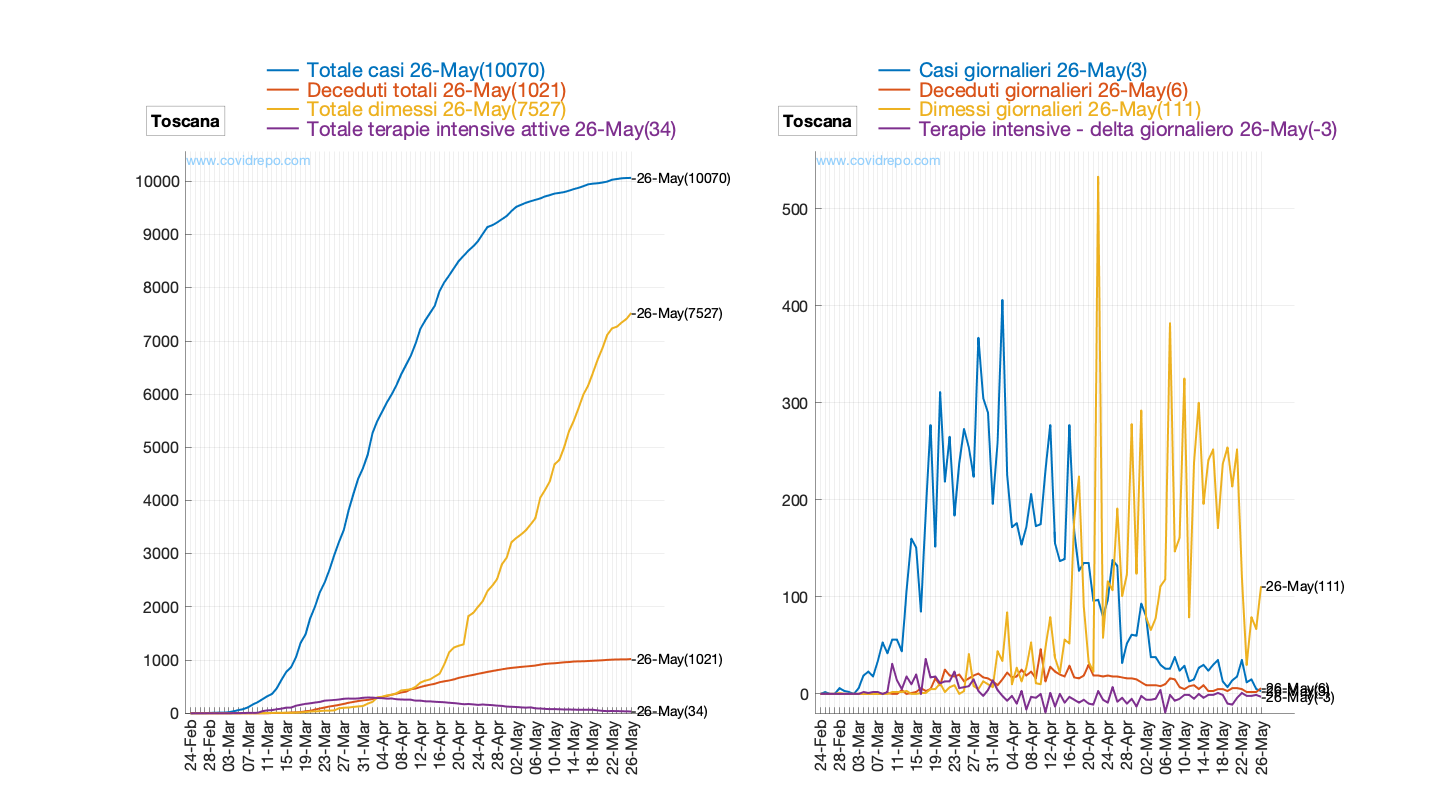 Totale casi 26-May(10070)
Deceduti totali 26-May(1021)
Totale dimessi 26-May(7527)
Totale terapie intensive attive 26-May(34)
Toscana
www.covidrepo.com
10000
9000
8000
7000
6000
5000
4000
3000
2000
1000
0
26-May(10070)
26-May(7527)
26-May(1021)
26-May(34)
24-Feb
28-Feb
03-Mar
07-Mar
11-Mar
15-Mar
19-Mar
23-Mar
27-Mar
31-Mar
04-Apr
08-Apr
12-Apr
16-Apr
20-Apr
24-Apr
28-Apr
02-May
06-May
10-May
14-May
18-May
22-May
26-May
Casi giornalieri 26-May(3)
Deceduti giornalieri 26-May(6)
Dimessi giornalieri 26-May(111)
Terapie intensive - delta giornaliero 26-May(-3)
Toscana
www.covidrepo.com
500
400
300
200
100
0
26-May(111)
26-May(6)
26-May(-3)
24-Feb
28-Feb
03-Mar
07-Mar
11-Mar
15-Mar
19-Mar
23-Mar
27-Mar
31-Mar
04-Apr
08-Apr
12-Apr
16-Apr
20-Apr
24-Apr
28-Apr
02-May
06-May
10-May
14-May
18-May
22-May
26-May